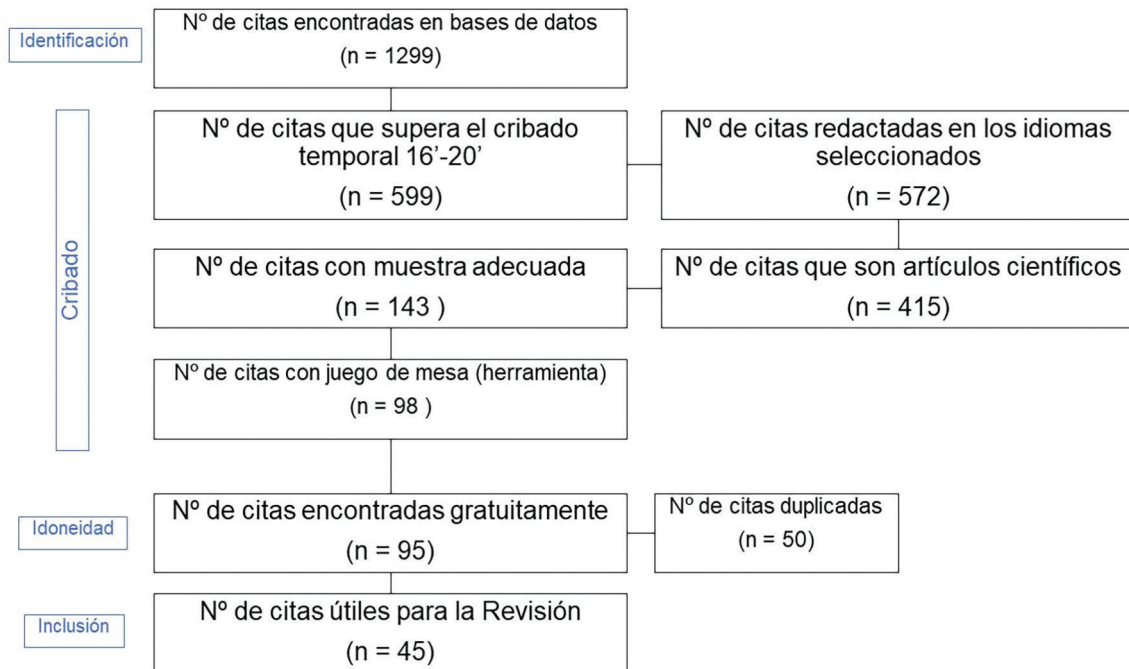 Identificación
Nº de citas encontradas en bases de datos
(n = 1299)
Cribado
Nº de citas que supera el cribado
temporal 16’-20’
(n = 599)
Nº de citas redactadas en los idiomas
seleccionados
(n = 572)
Nº de citas con muestra adecuada
(n = 143 )
Nº de citas que son artículos científicos
(n = 415)
Nº de citas con juego de mesa (herramienta)
(n = 98 )
Idoneidad
Nº de citas encontradas gratuitamente
(n = 95)
Nº de citas duplicadas
(n = 50)
Inclusión
Nº de citas útiles para la Revisión
(n = 45)